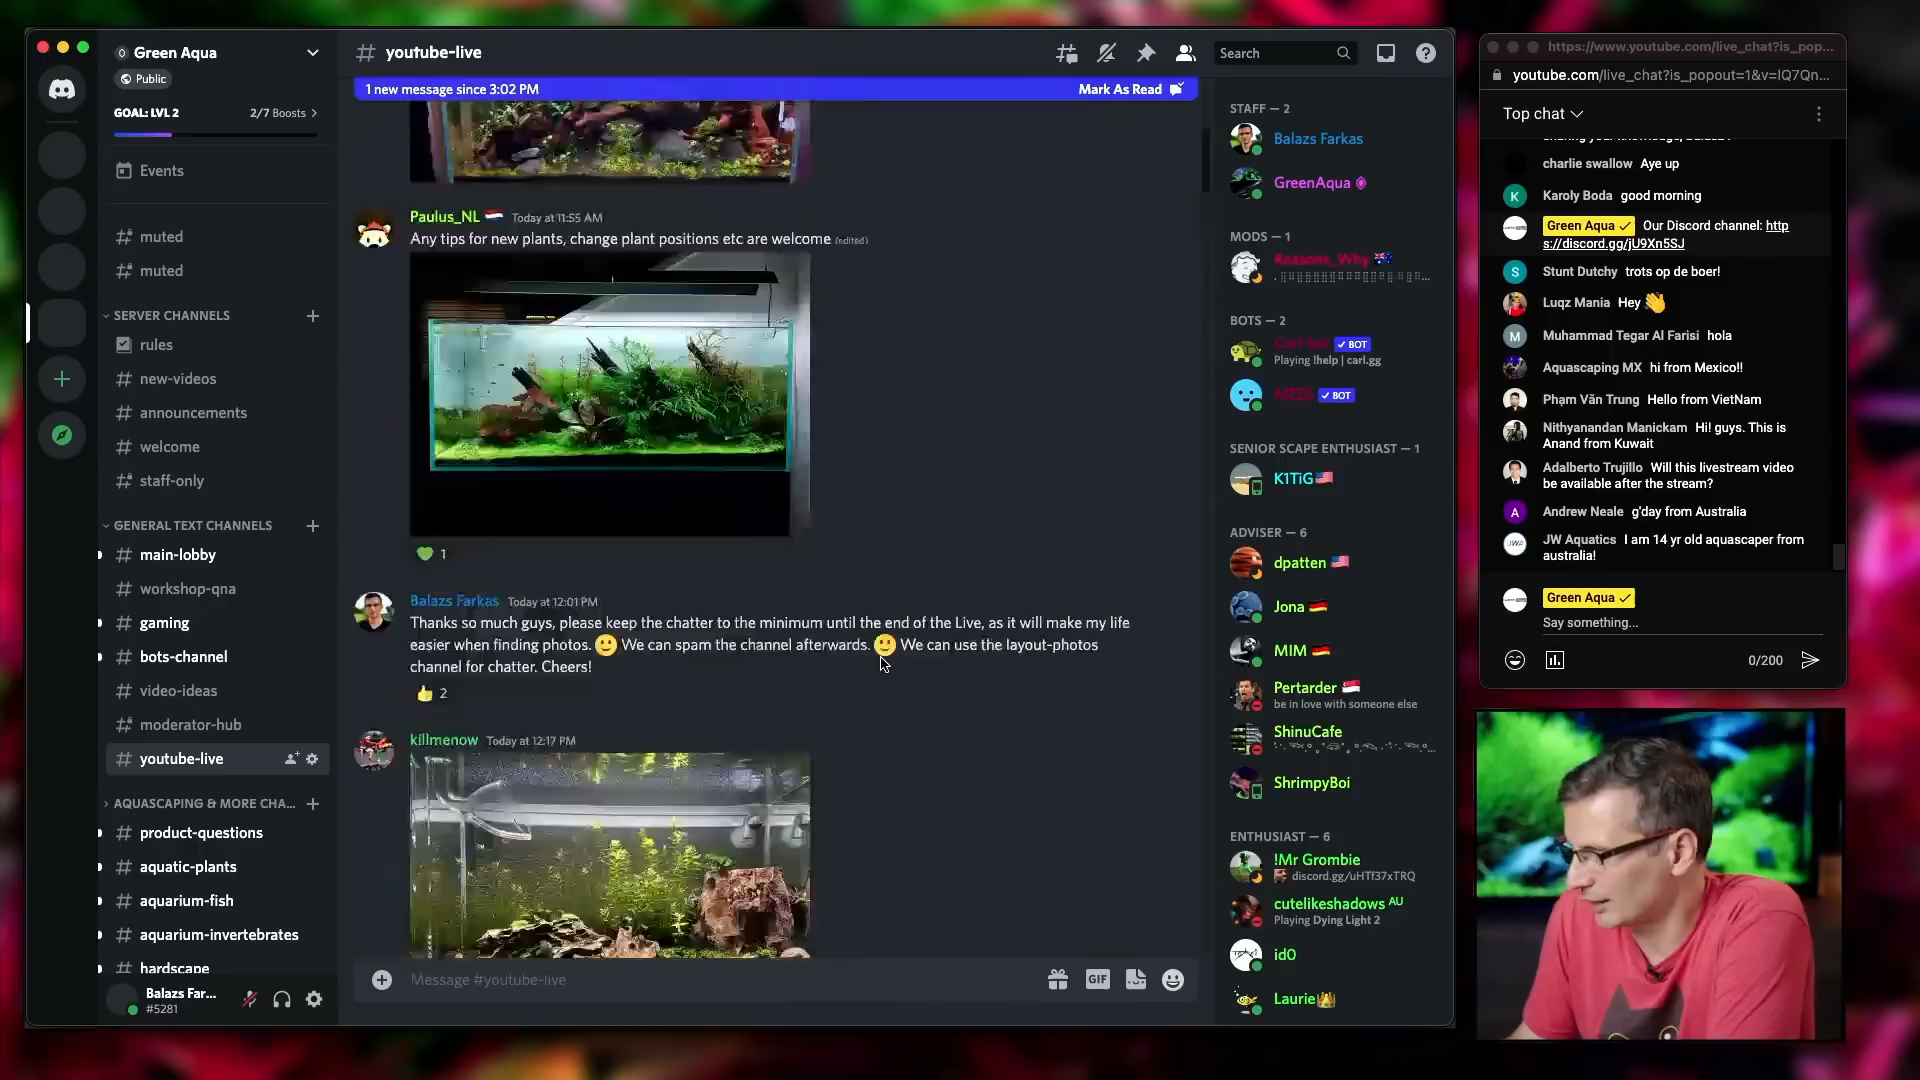 Green Aqua
Public
GOAL: LVL 2
2/7 Boosts
Events
muted
muted
SERVER CHANNELS
rules
new-videos
announcements
welcome
staff-only
GENERAL TEXT CHANNELS
main-lobby
workshop-qna
gaming
bots-channel
video-ideas
moderator-hub
youtube-live
AQUASCAPING & MORE CHA...
product-questions
aquatic-plants
aquarium-fish
aquarium-invertebrates
hardscape
Balazs Far...
#5281
youtube-live
Search
1 new message since 3:02 PM
Mark As Read
Paulus_NL Today at 11:55 AM
Any tips for new plants, change plant positions etc are welcome (edited)
1
Balazs Farkas Today at 12:01 PM
Thanks so much guys, please keep the chatter to the minimum until the end of the Live, as it will make my life
easier when finding photos. 🙂 We can spam the channel afterwards. 🙂 We can use the layout-photos
channel for chatter. Cheers!
2
killmenow Today at 12:17 PM
Message #youtube-live
GIF
STAFF — 2
Balazs Farkas
GreenAqua
MODS — 1
Reasons_Why
BOTS — 2
Carl-bot ✓ BOT
Playing !help | carl.gg
MEE6 ✓ BOT
SENIOR SCAPE ENTHUSIAST — 1
K1TiG
ADVISER — 6
dpatten
Jona
MIM
Pertarder
be in love with someone else
ShinuCafe
ShrimpyBoi
ENTHUSIAST — 6
!Mr Grombie
discord.gg/uHTf37xTRQ
cutelikeshadows AU
Playing Dying Light 2
id0
Laurie
https://www.youtube.com/live_chat?is_pop...
youtube.com/live_chat?is_popout=1&v=lQ7Qn...
Top chat
charlie swallow Aye up
K
Karoly Boda good morning
Green Aqua ✓ Our Discord channel: http
s://discord.gg/jU9Xn5SJ
S
Stunt Dutchy trots op de boer!
Luqz Mania Hey 👋
M
Muhammad Tegar Al Farisi hola
Aquascaping MX hi from Mexico!!
Phạm Văn Trung Hello from VietNam
Nithyanandan Manickam Hi! guys. This is
Anand from Kuwait
Adalberto Trujillo Will this livestream video
be available after the stream?
A
Andrew Neale g'day from Australia
JWA
JW Aquatics I am 14 yr old aquascaper from
australia!
Green Aqua ✓
Say something...
0/200